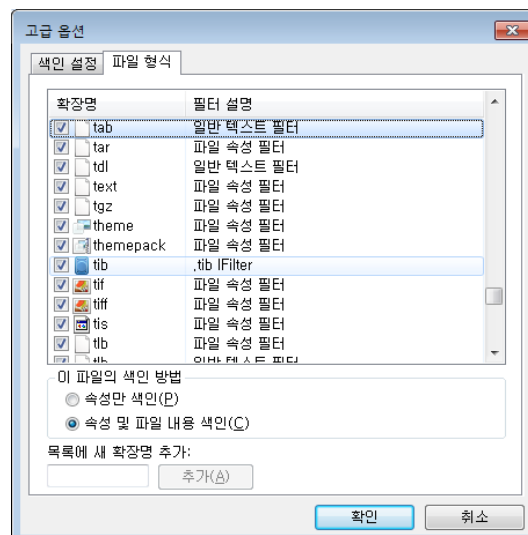 고급 옵션
색인 설정 파일 형식
확장명 필터 설명
tab 일반 텍스트 필터
tar 파일 속성 필터
tdl 일반 텍스트 필터
text 파일 속성 필터
tgz 파일 속성 필터
theme 파일 속성 필터
themepack 파일 속성 필터
tib .tib IFilter
tif 파일 속성 필터
tiff 파일 속성 필터
tis 파일 속성 필터
tlb 파일 속성 필터
이 파일의 색인 방법
속성만 색인(P)
속성 및 파일 내용 색인(C)
목록에 새 확장명 추가:
추가(A)
확인 취소